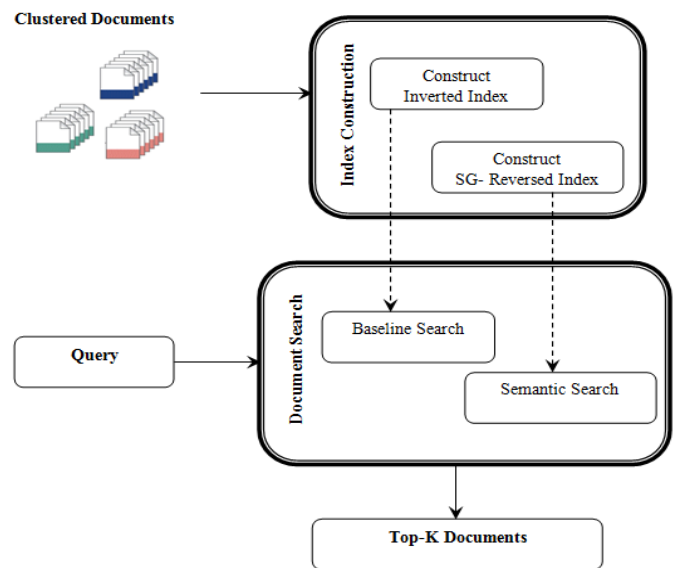 Clustered Documents
Index Construction
Construct
Inverted Index
Construct
SG- Reversed Index
Query
Document Search
Baseline Search
Semantic Search
Top-K Documents